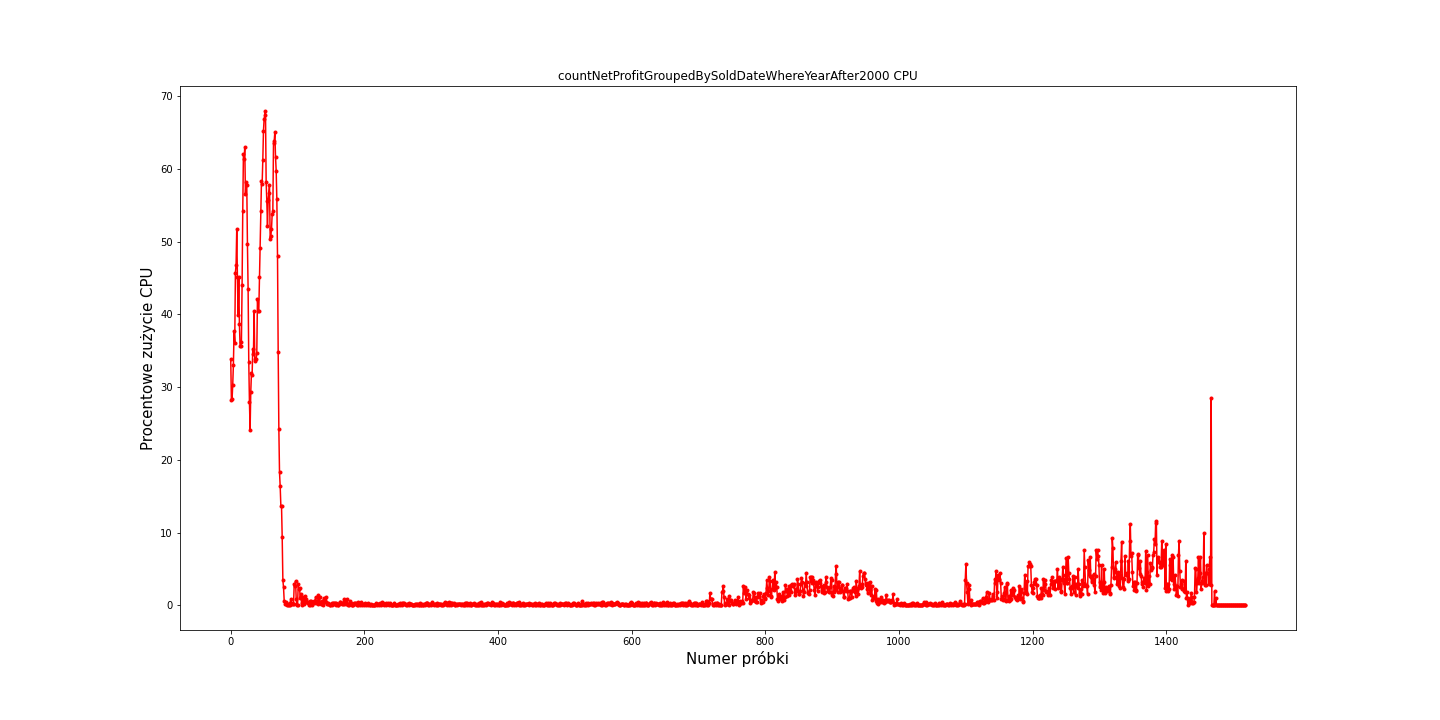 countNetProfitGroupedBySoldDateWhereYearAfter2000 CPU
70
60
50
40
30
20
10
0
Procentowe zużycie CPU
0 200 400 600 800 1000 1200 1400
Numer próbki